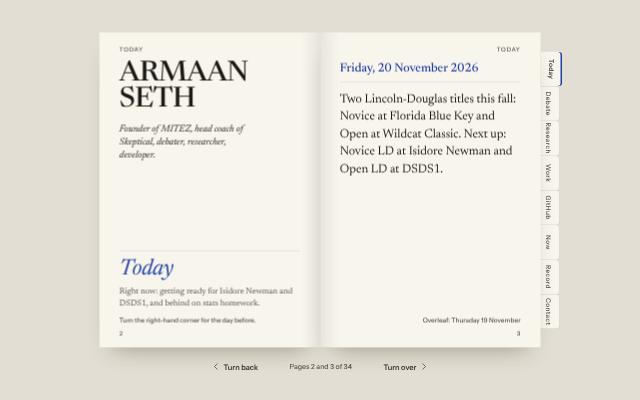 TODAY
ARMAAN
SETH
Founder of MITEZ, head coach of
Skeptical, debater, researcher,
developer.
Today
Right now: getting ready for Isidore Newman and
DSDS1, and behind on stats homework.
Turn the right-hand corner for the day before.
2
TODAY
Friday, 20 November 2026
Two Lincoln-Douglas titles this fall:
Novice at Florida Blue Key and
Open at Wildcat Classic. Next up:
Novice LD at Isidore Newman and
Open LD at DSDS1.
Overleaf: Thursday 19 November
3
Today
Debate
Research
Work
GitHub
Now
Record
Contact
Turn back
Pages 2 and 3 of 34
Turn over